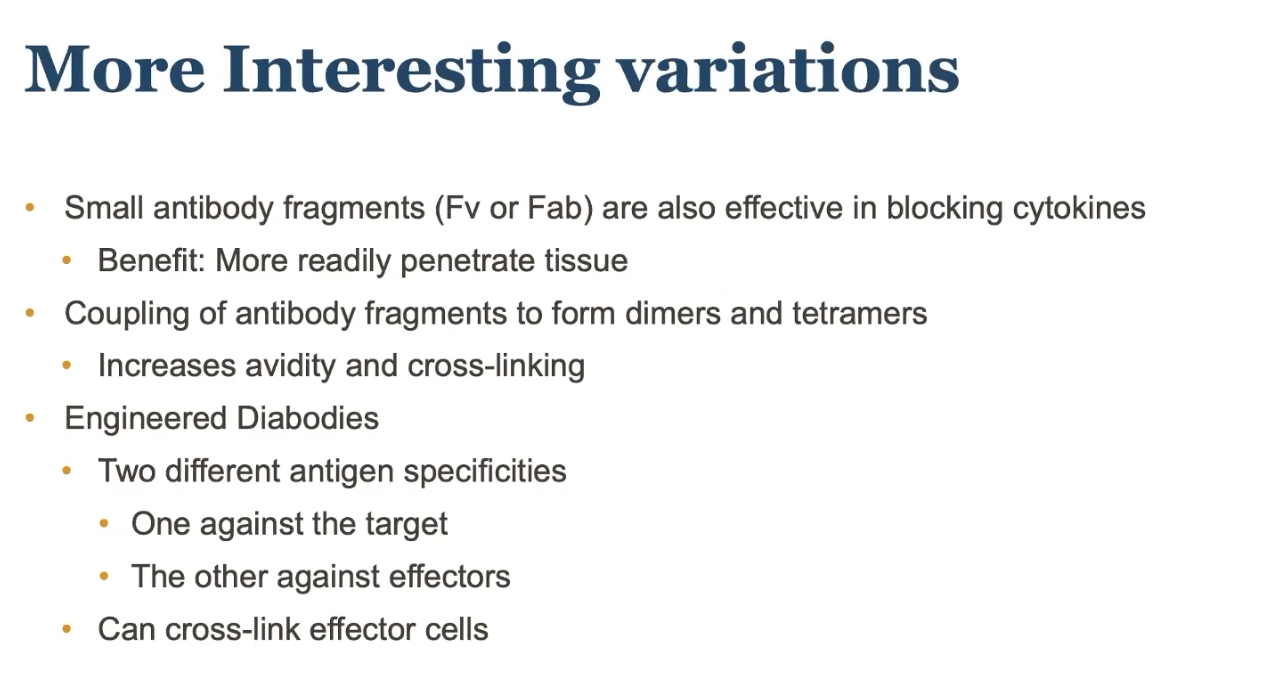 More Interesting variations
• Small antibody fragments (Fv or Fab) are also effective in blocking cytokines
• Benefit: More readily penetrate tissue
• Coupling of antibody fragments to form dimers and tetramers
• Increases avidity and cross-linking
• Engineered Diabodies
• Two different antigen specificities
• One against the target
• The other against effectors
• Can cross-link effector cells